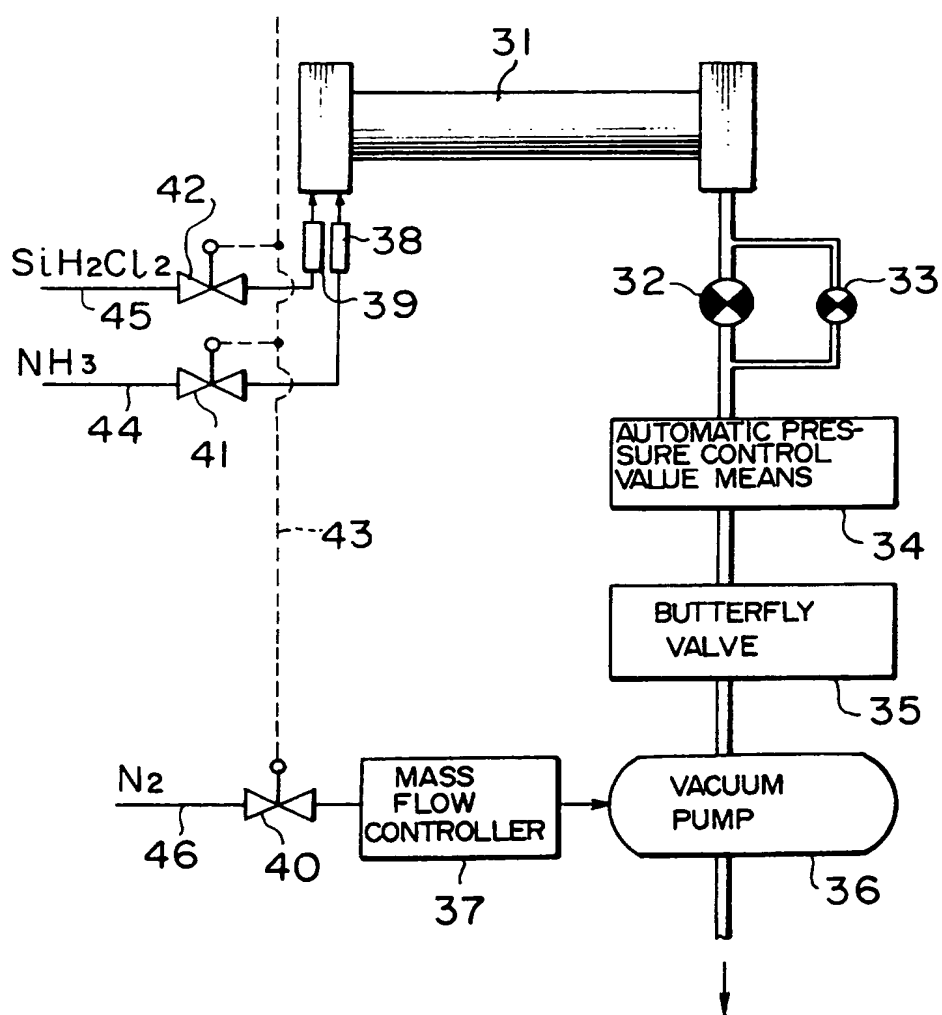 31
42
38
SiH2Cl2
39
32
33
45
NH3
44
41
AUTOMATIC PRES-
SURE CONTROL
VALUE MEANS
43
34
BUTTERFLY
VALVE
35
N2
MASS
FLOW
CONTROLLER
VACUUM
PUMP
46
40
37
36